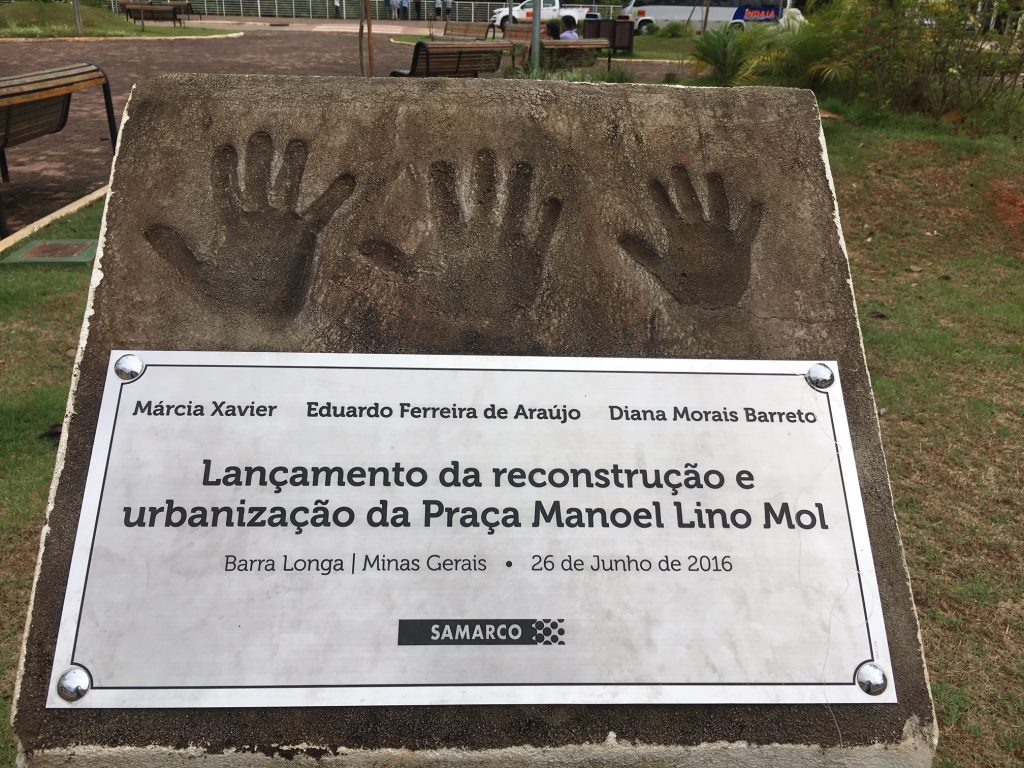 INDAIÁ
Márcia Xavier Eduardo Ferreira de Araújo Diana Morais Barreto
Lançamento da reconstrução e
urbanização da Praça Manoel Lino Mol
Barra Longa | Minas Gerais • 26 de Junho de 2016
SAMARCO